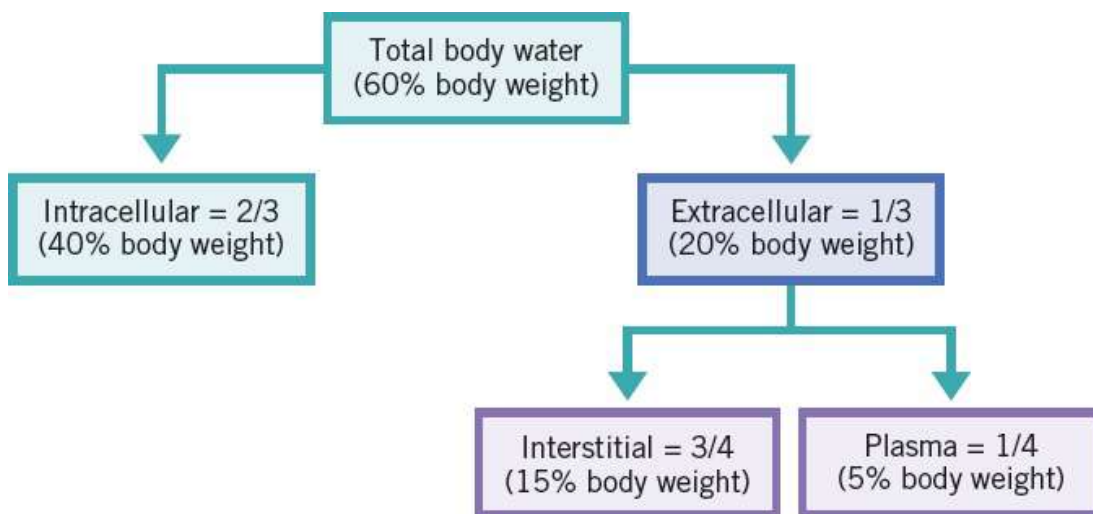 Total body water
(60% body weight)
Intracellular = 2/3
(40% body weight)
Extracellular = 1/3
(20% body weight)
Interstitial = 3/4
(15% body weight)
Plasma = 1/4
(5% body weight)